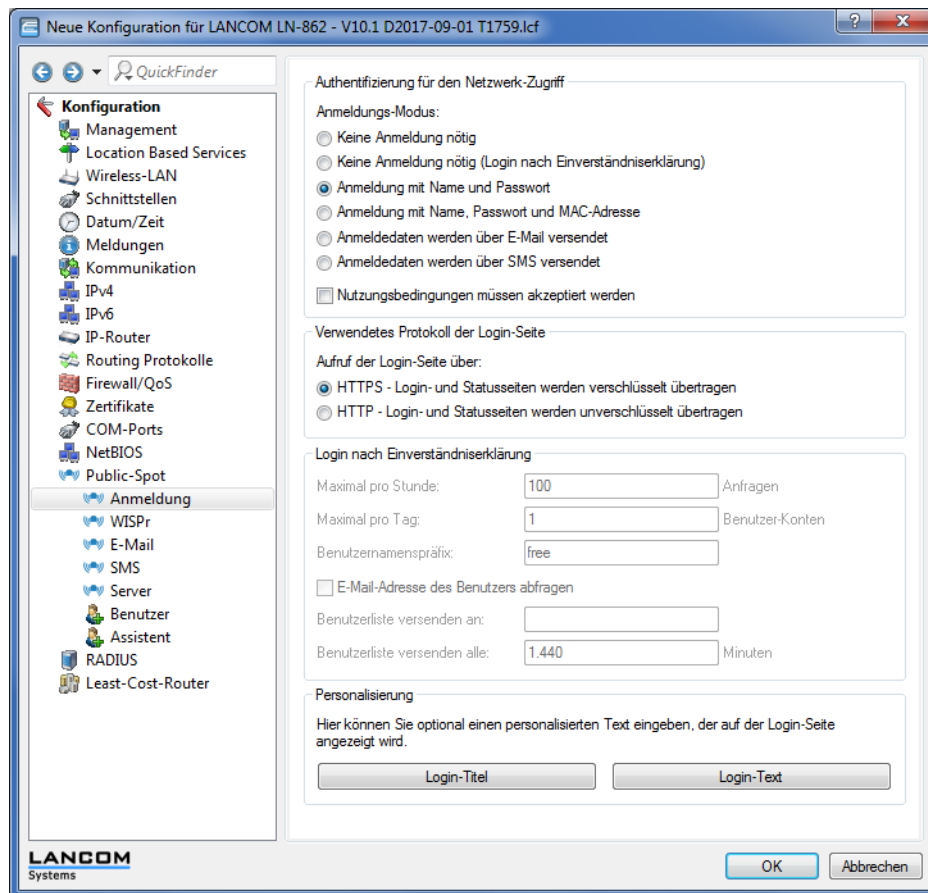 Neue Konfiguration für LANCOM LN-862 - V10.1 D2017-09-01 T1759.lcf
?
QuickFinder
Konfiguration
Management
Location Based Services
Wireless-LAN
Schnittstellen
Datum/Zeit
Meldungen
Kommunikation
IPv4
IPv6
IP-Router
Routing Protokolle
Firewall/QoS
Zertifikate
COM-Ports
NetBIOS
Public-Spot
Anmeldung
WISPr
E-Mail
SMS
Server
Benutzer
Assistent
RADIUS
Least-Cost-Router
Authentifizierung für den Netzwerk-Zugriff
Anmeldungs-Modus:
Keine Anmeldung nötig
Keine Anmeldung nötig (Login nach Einverständniserklärung)
Anmeldung mit Name und Passwort
Anmeldung mit Name, Passwort und MAC-Adresse
Anmeldedaten werden über E-Mail versendet
Anmeldedaten werden über SMS versendet
Nutzungsbedingungen müssen akzeptiert werden
Verwendetes Protokoll der Login-Seite
Aufruf der Login-Seite über:
HTTPS - Login- und Statusseiten werden verschlüsselt übertragen
HTTP - Login- und Statusseiten werden unverschlüsselt übertragen
Login nach Einverständniserklärung
Maximal pro Stunde: 100 Anfragen
Maximal pro Tag: 1 Benutzer-Konten
Benutzernamenspräfix: free
E-Mail-Adresse des Benutzers abfragen
Benutzerliste versenden an:
Benutzerliste versenden alle: 1.440 Minuten
Personalisierung
Hier können Sie optional einen personalisierten Text eingeben, der auf der Login-Seite
angezeigt wird.
Login-Titel Login-Text
LANCOM
Systems
OK Abbrechen